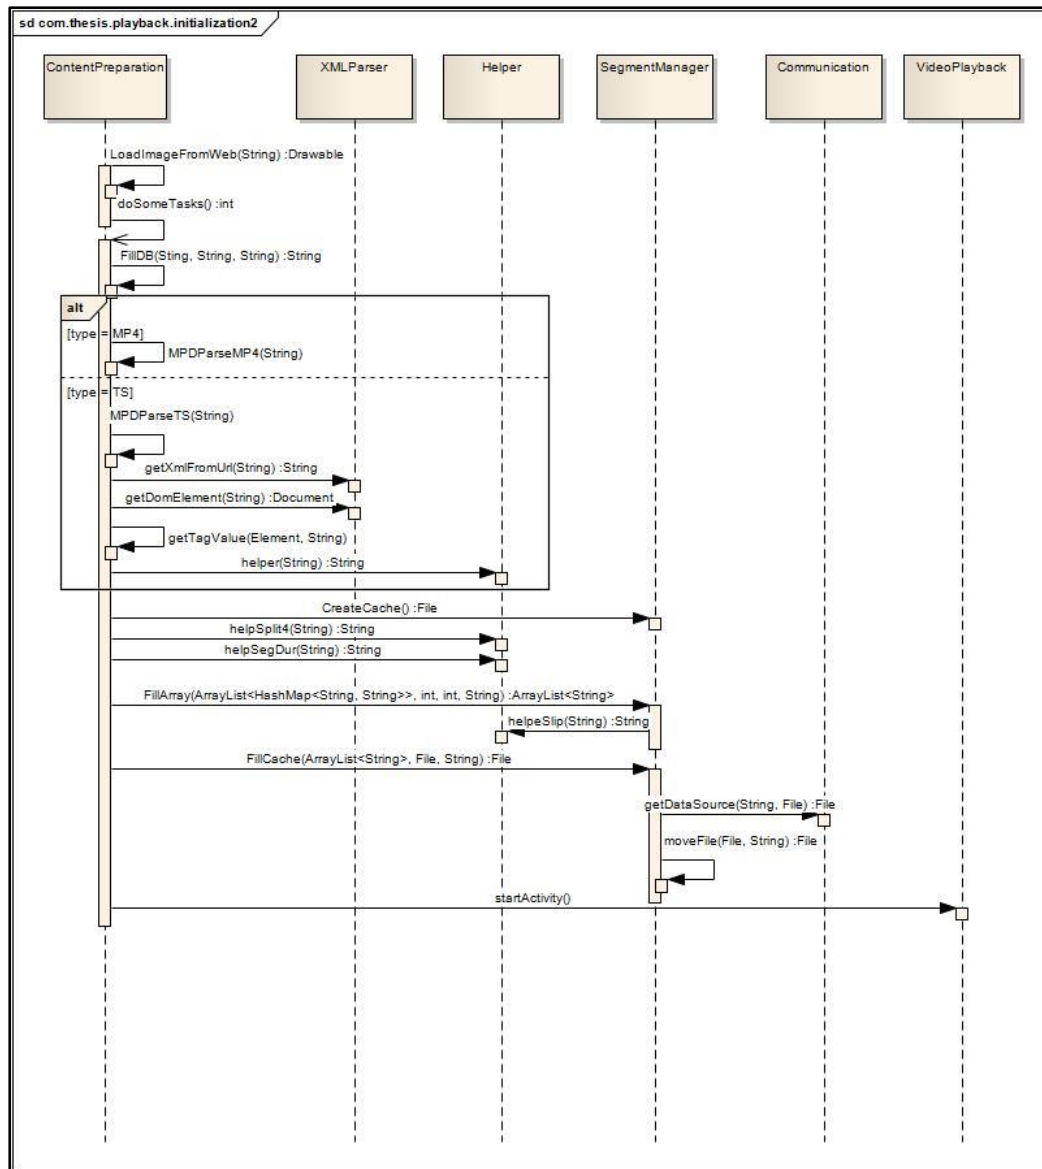 sd com.thesis.playback.initialization2
ContentPreparation
XMLParser
Helper
SegmentManager
Communication
VideoPlayback
LoadImageFromWeb(String) :Drawable
doSomeTasks() :int
FillDB(Sting, String, String) :String
alt
[type = MP4]
MPDParseMP4(String)
[type = TS]
MPDParseTS(String)
getXmlFromUrl(String) :String
getDomElement(String) :Document
getTagValue(Element, String)
helper(String) :String
CreateCache() :File
helpSplit4(String) :String
helpSegDur(String) :String
FillArray(ArrayList<HashMap<String, String>>, int, int, String) :ArrayList<String>
helpeSlip(String) :String
FillCache(ArrayList<String>, File, String) :File
getDataSource(String, File) :File
moveFile(File, String) :File
startActivity()